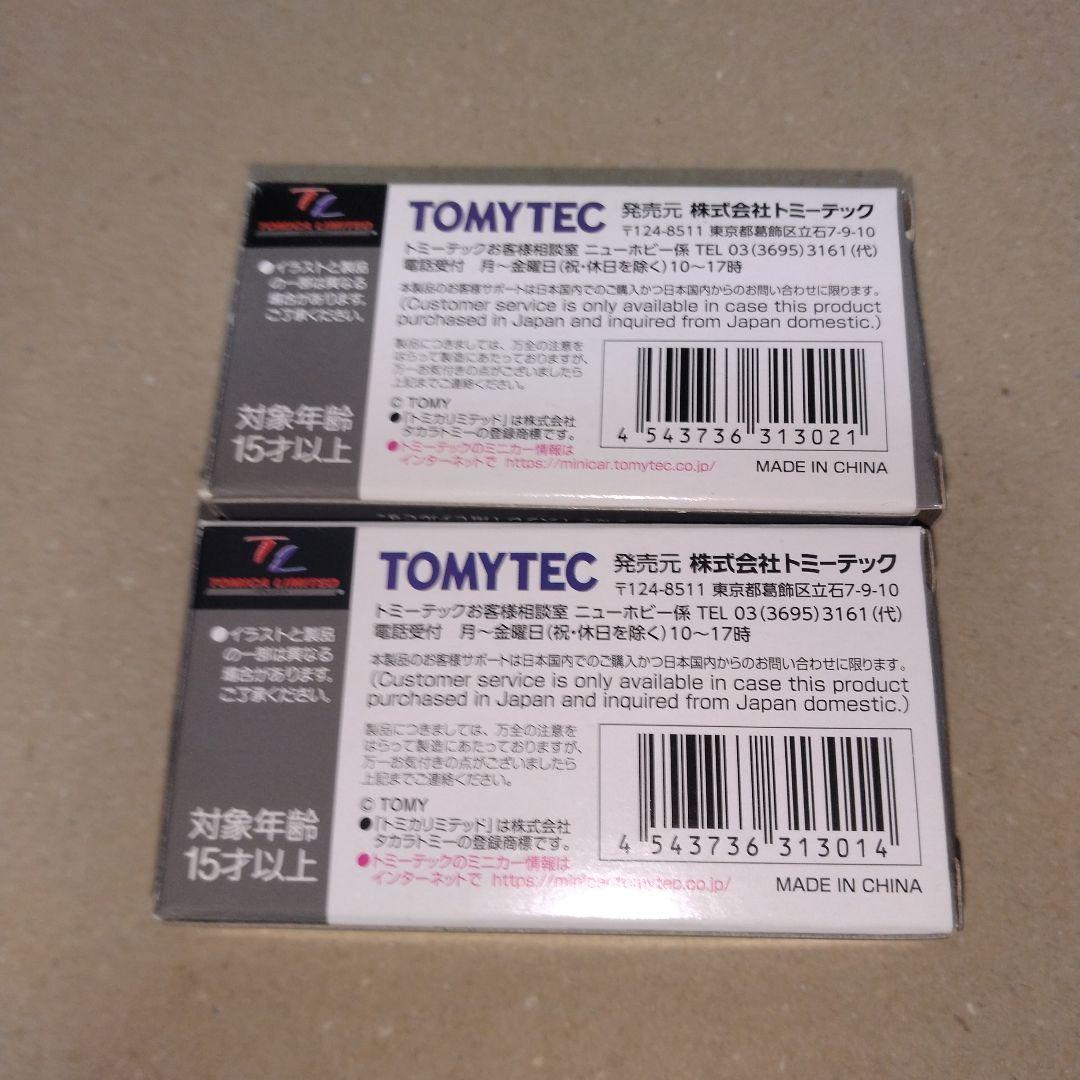 TL
TOMICA LIMITED
●イラストと製品
の一部は異なる
場合があります。
ご了承ください。
対象年齢
15才以上
TOMYTEC 発売元 株式会社トミーテック
〒124-8511 東京都葛飾区立石7-9-10
トミーテックお客様相談室 ニューホビー係 TEL 03(3695)3161(代)
電話受付 月〜金曜日(祝・休日を除く)10〜17時
本製品のお客様サポートは日本国内でのご購入かつ日本国内からのお問い合わせに限ります。
(Customer service is only available in case this product
purchased in Japan and inquired from Japan domestic.)
製品につきましては、万全の注意を
はらって製造にあたっておりますが、
万一お気付きの点がございましたら
上記までご連絡ください。
© TOMY
●「トミカリミテッド」は株式会社
タカラトミーの登録商標です。
●トミーテックのミニカー情報は
インターネットで https://minicar.tomytec.co.jp/
4 543736 313021
MADE IN CHINA
TL
TOMICA LIMITED
●イラストと製品
の一部は異なる
場合があります。
ご了承ください。
対象年齢
15才以上
TOMYTEC 発売元 株式会社トミーテック
〒124-8511 東京都葛飾区立石7-9-10
トミーテックお客様相談室 ニューホビー係 TEL 03(3695)3161(代)
電話受付 月〜金曜日(祝・休日を除く)10〜17時
本製品のお客様サポートは日本国内でのご購入かつ日本国内からのお問い合わせに限ります。
(Customer service is only available in case this product
purchased in Japan and inquired from Japan domestic.)
製品につきましては、万全の注意を
はらって製造にあたっておりますが、
万一お気付きの点がございましたら
上記までご連絡ください。
© TOMY
●「トミカリミテッド」は株式会社
タカラトミーの登録商標です。
●トミーテックのミニカー情報は
インターネットで https://minicar.tomytec.co.jp/
4 543736 313014
MADE IN CHINA